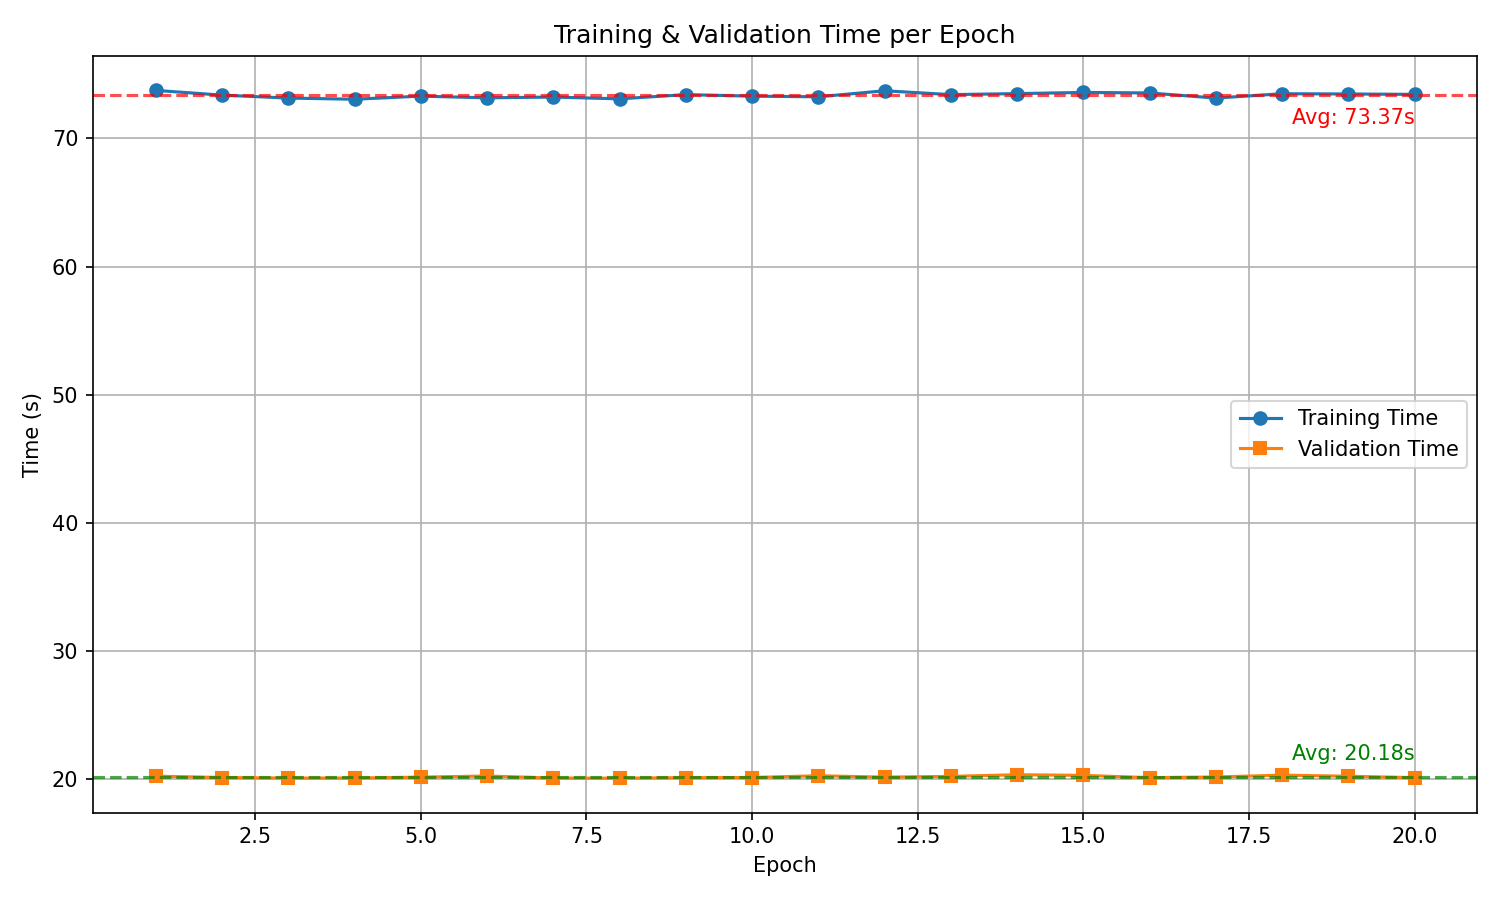 Training & Validation Time per Epoch
Time (s)
70
60
50
40
30
20
Avg: 73.37s
Training Time
Validation Time
Avg: 20.18s
2.5 5.0 7.5 10.0 12.5 15.0 17.5 20.0
Epoch